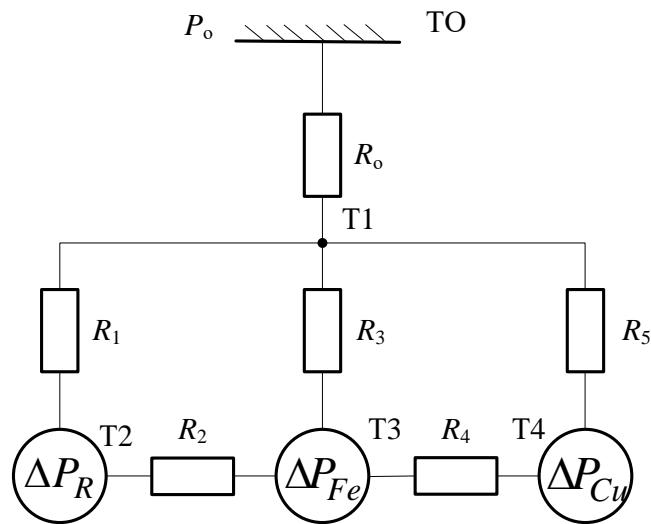 Pₒ TO
Rₒ
T1
R₁ R₃ R₅
T2 R₂ T3 R₄ T4
ΔP_R ΔP_Fe ΔP_Cu